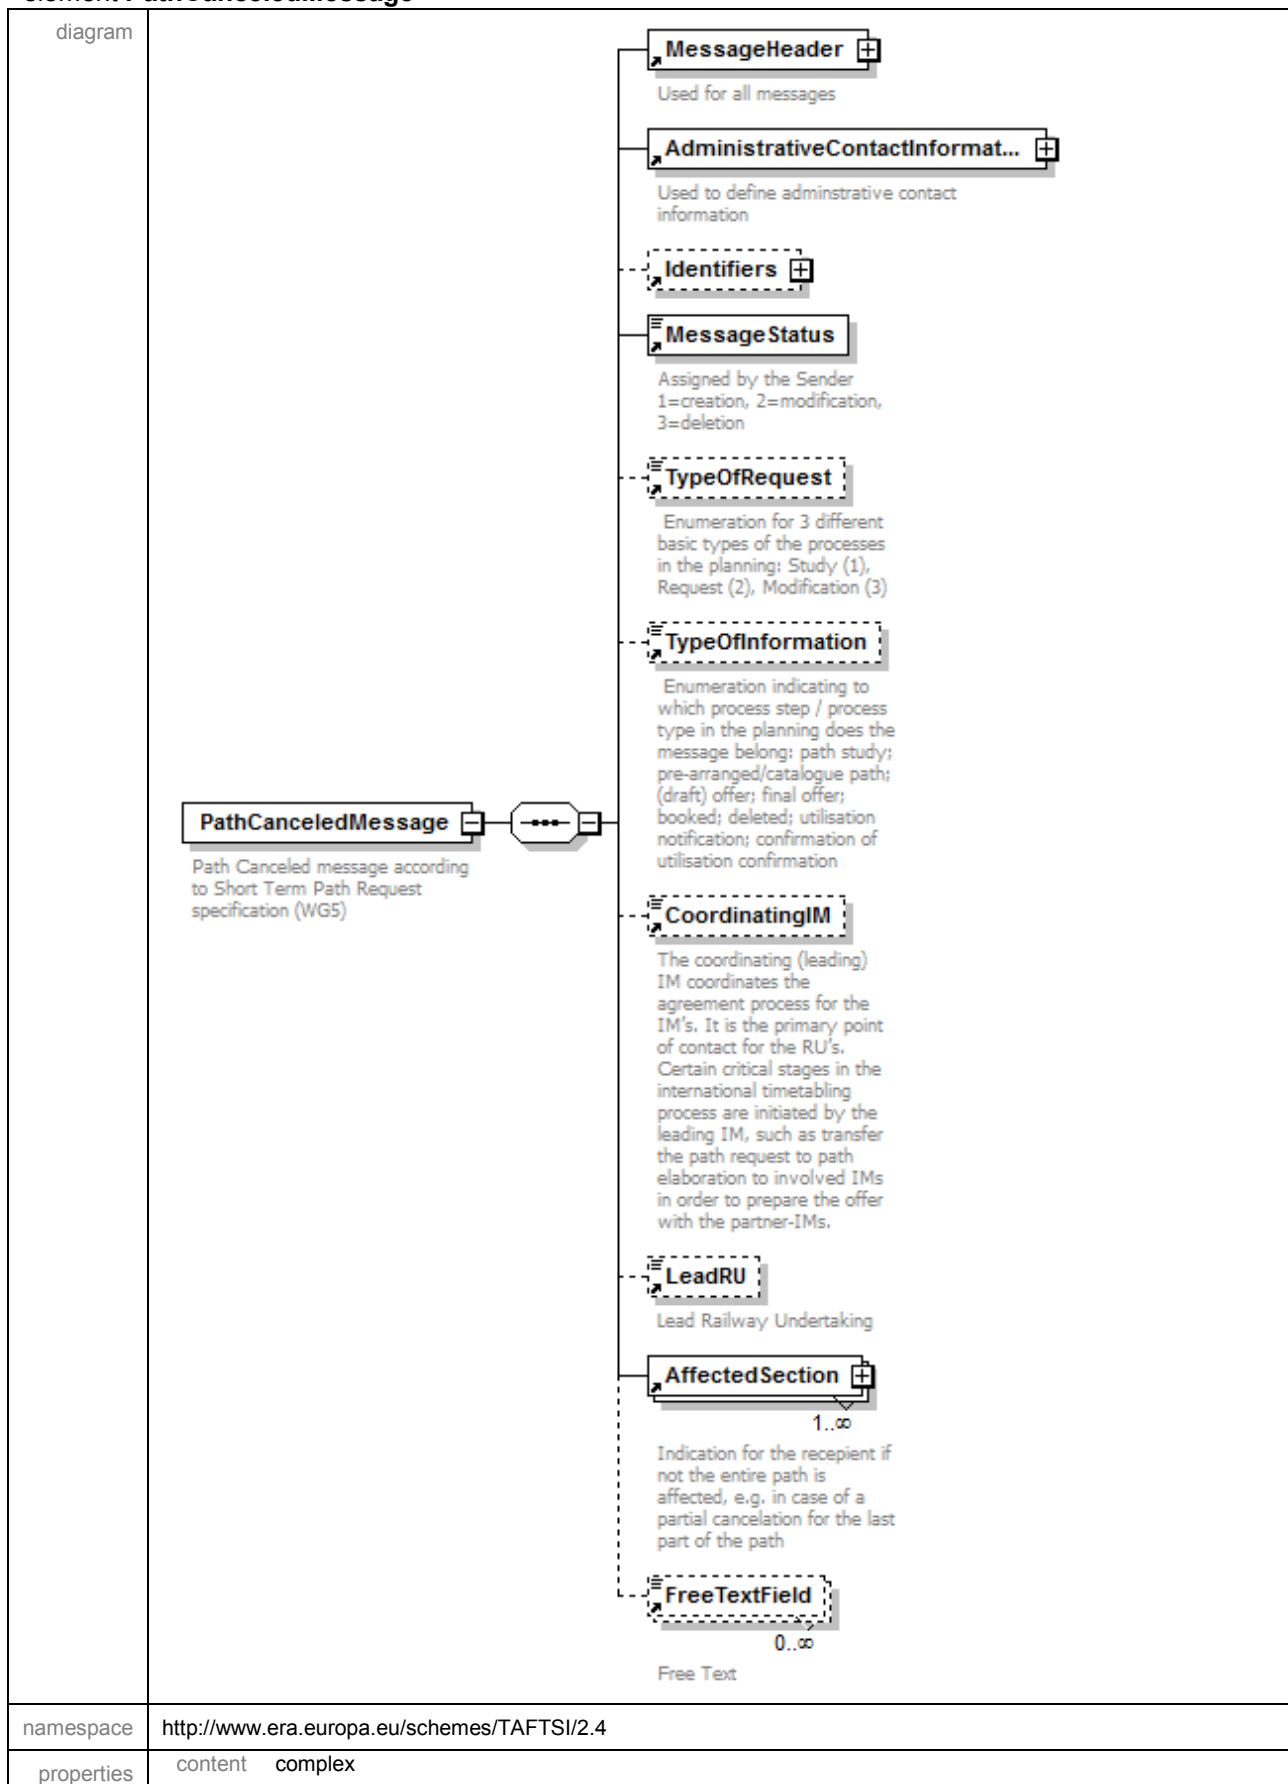 element PathCanceledMessage
diagram
MessageHeader
Used for all messages
AdministrativeContactInformat...
Used to define adminstrative contact
information
Identifiers
MessageStatus
Assigned by the Sender
1=creation, 2=modification,
3=deletion
TypeOfRequest
Enumeration for 3 different
basic types of the processes
in the planning: Study (1),
Request (2), Modification (3)
TypeOfInformation
Enumeration indicating to
which process step / process
type in the planning does the
message belong: path study;
pre-arranged/catalogue path;
(draft) offer; final offer;
booked; deleted; utilisation
notification; confirmation of
utilisation confirmation
PathCanceledMessage
Path Canceled message according
to Short Term Path Request
specification (WG5)
CoordinatingIM
The coordinating (leading)
IM coordinates the
agreement process for the
IM's. It is the primary point
of contact for the RU's.
Certain critical stages in the
international timetabling
process are initiated by the
leading IM, such as transfer
the path request to path
elaboration to involved IMs
in order to prepare the offer
with the partner-IMs.
LeadRU
Lead Railway Undertaking
AffectedSection
1..∞
Indication for the recepient if
not the entire path is
affected, e.g. in case of a
partial cancelation for the last
part of the path
FreeTextField
0..∞
Free Text
namespace http://www.era.europa.eu/schemes/TAFTSI/2.4
properties content complex